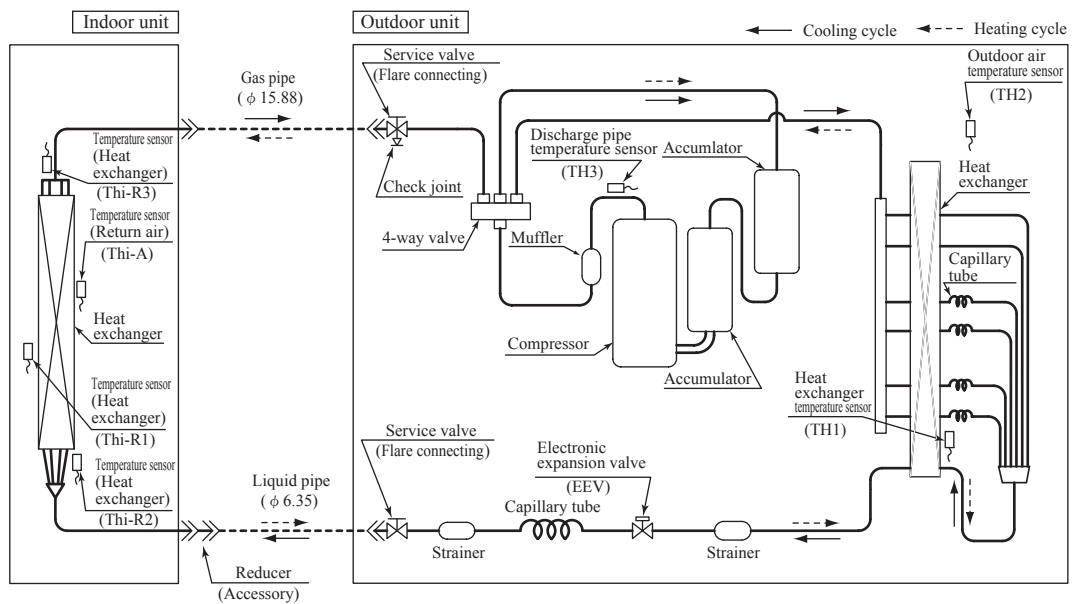 Indoor unit
Outdoor unit
Cooling cycle
Heating cycle
Service valve
(Flare connecting)
Gas pipe
( ϕ 15.88)
Outdoor air
temperature sensor
(TH2)
Temperature sensor
(Heat
exchanger)
(Thi-R3)
Check joint
Discharge pipe
temperature sensor
(TH3)
Accumlator
Heat
exchanger
Temperature sensor
(Return air)
(Thi-A)
4-way valve
Muffler
Capillary
tube
Heat
exchanger
Compressor
Accumulator
Temperature sensor
(Heat
exchanger)
(Thi-R1)
Heat
exchanger
temperature sensor
(TH1)
Service valve
(Flare connecting)
Electronic
expansion valve
(EEV)
Temperature sensor
(Heat
exchanger)
(Thi-R2)
Liquid pipe
( ϕ 6.35)
Capillary tube
Strainer
Strainer
Reducer
(Accessory)